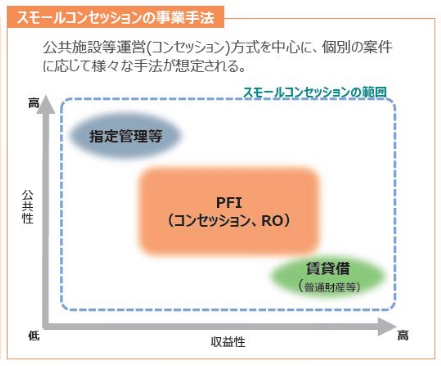 スモールコンセッションの事業手法
公共施設等運営(コンセッション)方式を中心に、個別の案件
に応じて様々な手法が想定される。
スモールコンセッションの範囲
高
指定管理等
公共性
PFI
(コンセッション、RO)
賃貸借
(普通財産等)
低
収益性
高